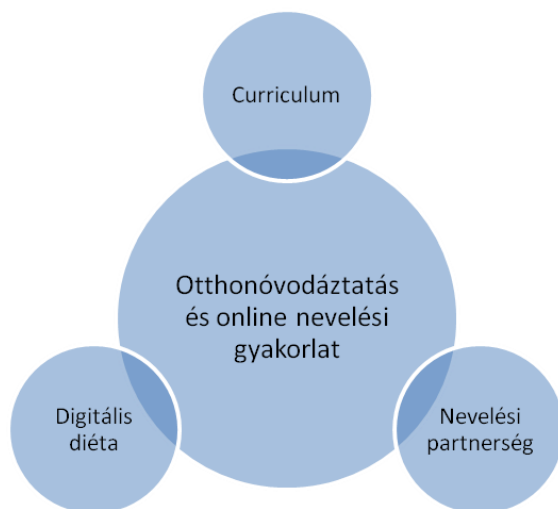 Curriculum
Otthonóvodáztatás
és online nevelési
gyakorlat
Digitális
diéta
Nevelési
partnerség